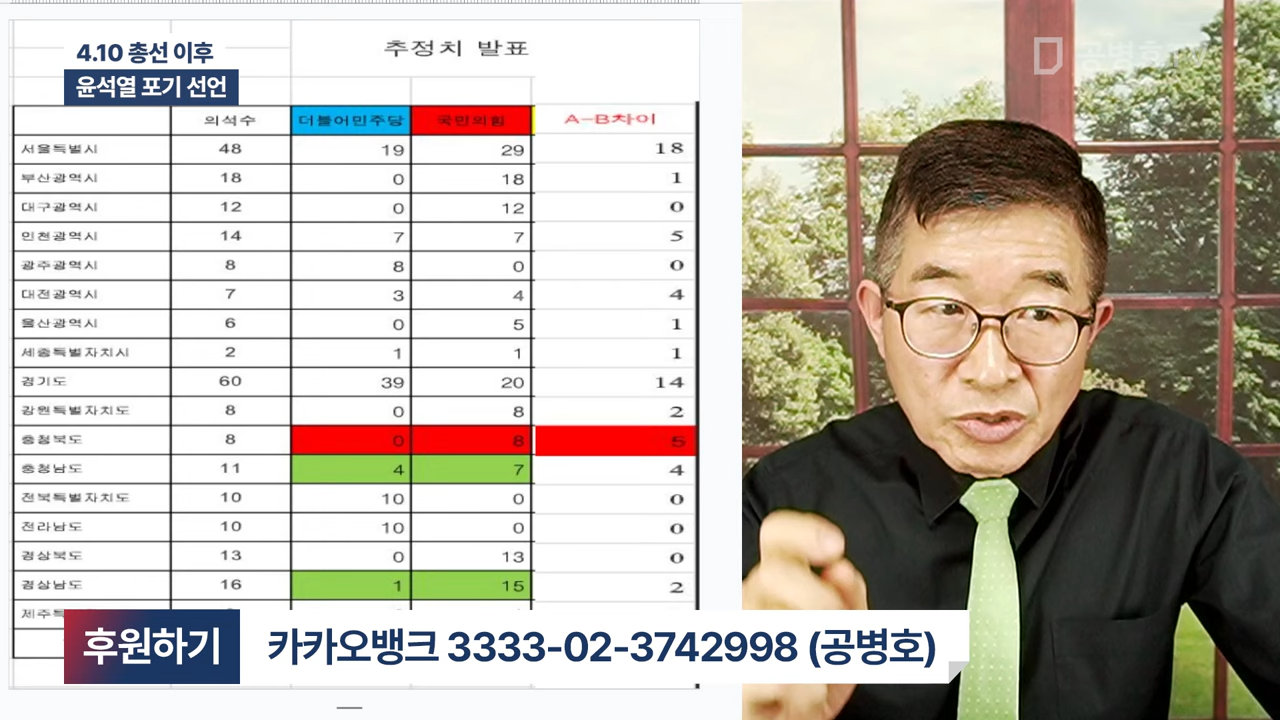 4.10 총선 이후
윤석열 포기 선언
추정치 발표
공병호TV
의석수 더불어민주당 국민의힘 A-B차이
서울특별시 48 19 29 18
부산광역시 18 0 18 1
대구광역시 12 0 12 0
인천광역시 14 7 7 5
광주광역시 8 8 0 0
대전광역시 7 3 4 4
울산광역시 6 0 5 1
세종특별자치시 2 1 1 1
경기도 60 39 20 14
강원특별자치도 8 0 8 2
충청북도 8 0 8 5
충청남도 11 4 7 4
전북특별자치도 10 10 0 0
전라남도 10 10 0 0
경상북도 13 0 13 0
경상남도 16 1 15 2
후원하기
카카오뱅크 3333-02-3742998 (공병호)